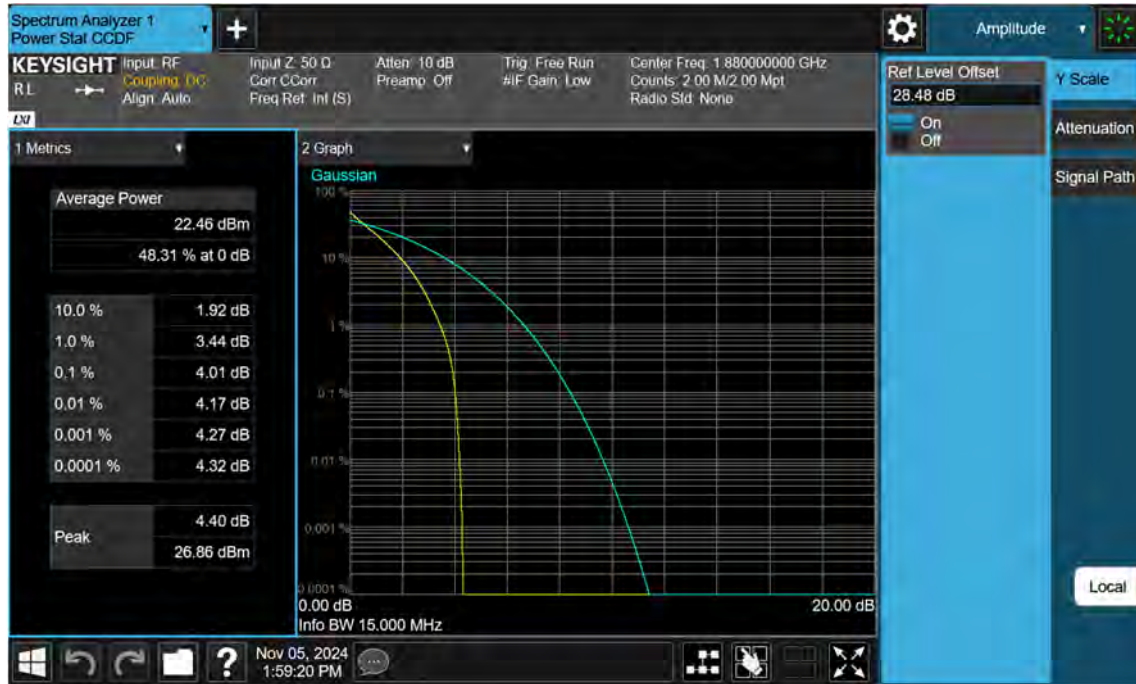 Spectrum Analyzer 1
Power Stat CCDF
Amplitude
KEYSIGHT
RL
LXI
Input: RF
Coupling: DC
Align: Auto
Input Z: 50 Ω
Corr CCorr
Freq Ref: Int (S)
Atten: 10 dB
Preamp: Off
Trig: Free Run
#IF Gain: Low
Center Freq: 1.880000000 GHz
Counts: 2.00 M/2.00 Mpt
Radio Std: None
Ref Level Offset
28.48 dB
On
Off
Y Scale
Attenuation
Signal Path
Local
1 Metrics
Average Power
22.46 dBm
48.31 % at 0 dB
10.0 % 1.92 dB
1.0 % 3.44 dB
0.1 % 4.01 dB
0.01 % 4.17 dB
0.001 % 4.27 dB
0.0001 % 4.32 dB
Peak
4.40 dB
26.86 dBm
2 Graph
Gaussian
100 %
10 %
1 %
0.1 %
0.01 %
0.001 %
0.0001 %
0.00 dB 20.00 dB
Info BW 15.000 MHz
?
Nov 05, 2024
1:59:20 PM